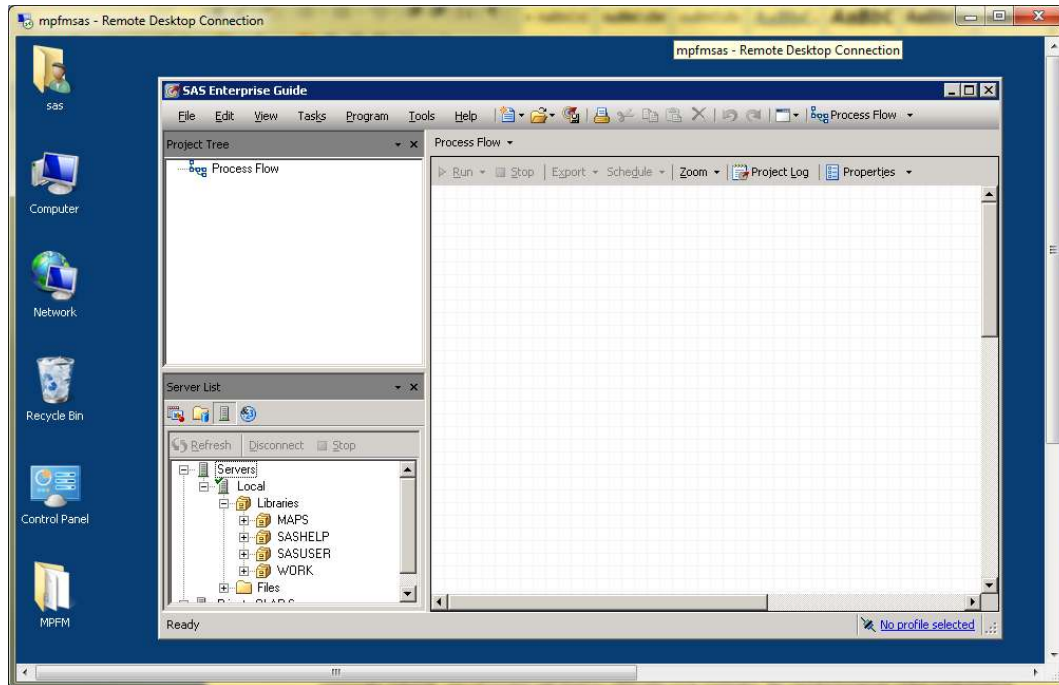 mpfmsas - Remote Desktop Connection
mpfmsas - Remote Desktop Connection
sas
Computer
Network
Recycle Bin
Control Panel
MPFM
SAS Enterprise Guide
File Edit View Tasks Program Tools Help Process Flow
Project Tree
Process Flow
Process Flow
Run Stop Export Schedule Zoom Project Log Properties
Server List
Refresh Disconnect Stop
Servers
Local
Libraries
MAPS
SASHELP
SASUSER
WORK
Files
Ready
No profile selected